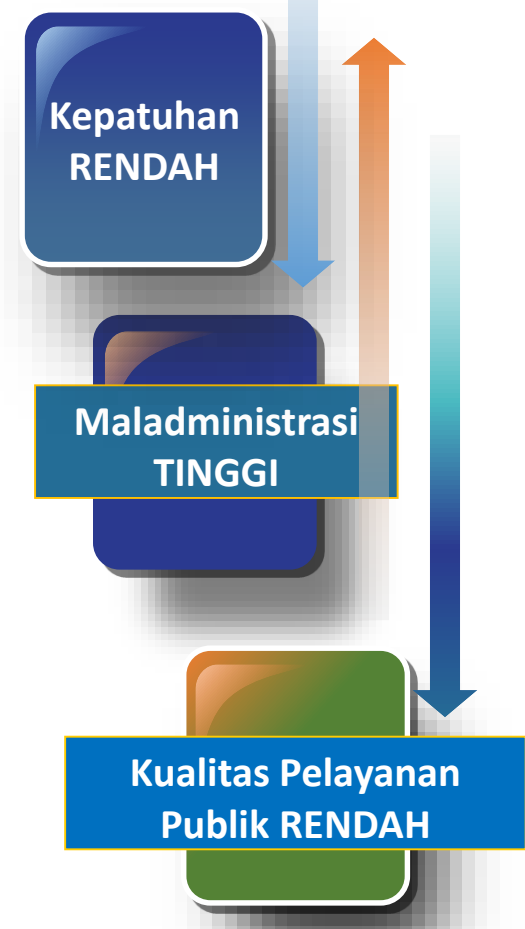 Kepatuhan
RENDAH
Maladministrasi
TINGGI
Kualitas Pelayanan
Publik RENDAH